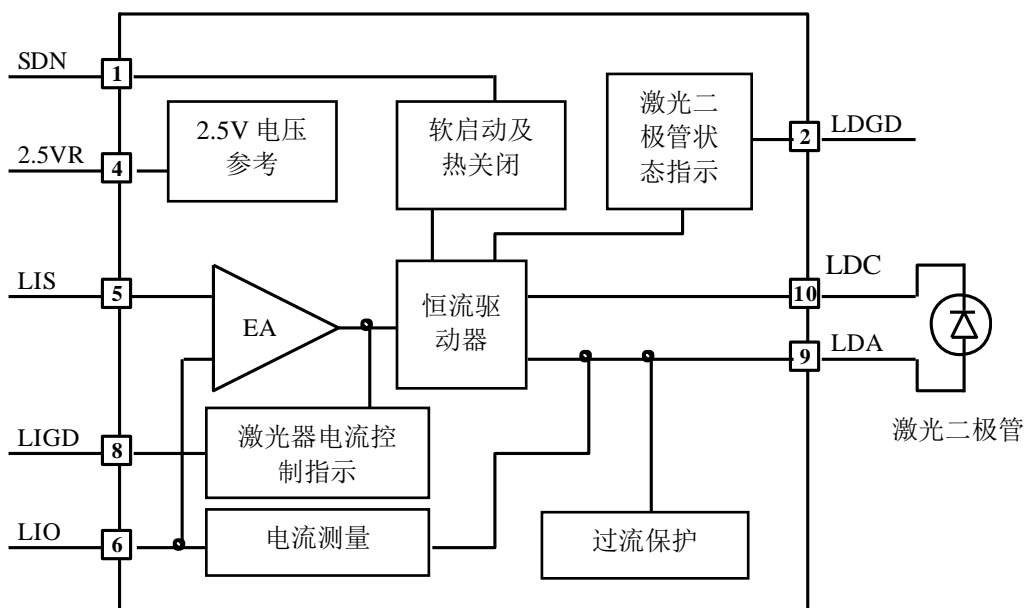 SDN
1
2.5VR
4
2.5V 电压
参考
软启动及
热关闭
激光二
极管状
态指示
2
LDGD
LIS
5
EA
恒流驱
动器
LDC
10
9
LDA
激光二极管
LIGD
8
激光器电流控
制指示
LIO
6
电流测量
过流保护